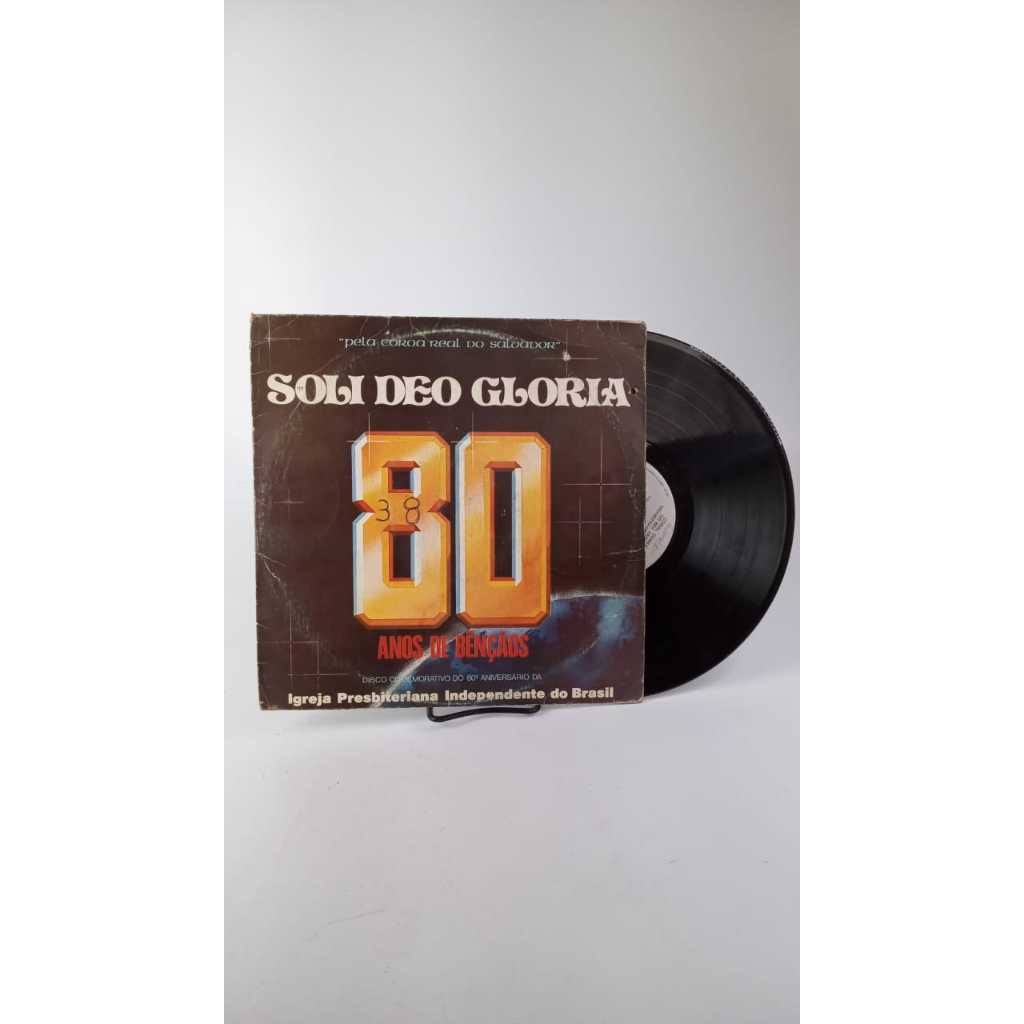 "pela coroa real do salvador"
SOLI DEO GLORIA
80
38
ANOS DE BÊNÇÃOS
DISCO COMEMORATIVO DO 80º ANIVERSÁRIO DA
Igreja Presbiteriana Independente do Brasil